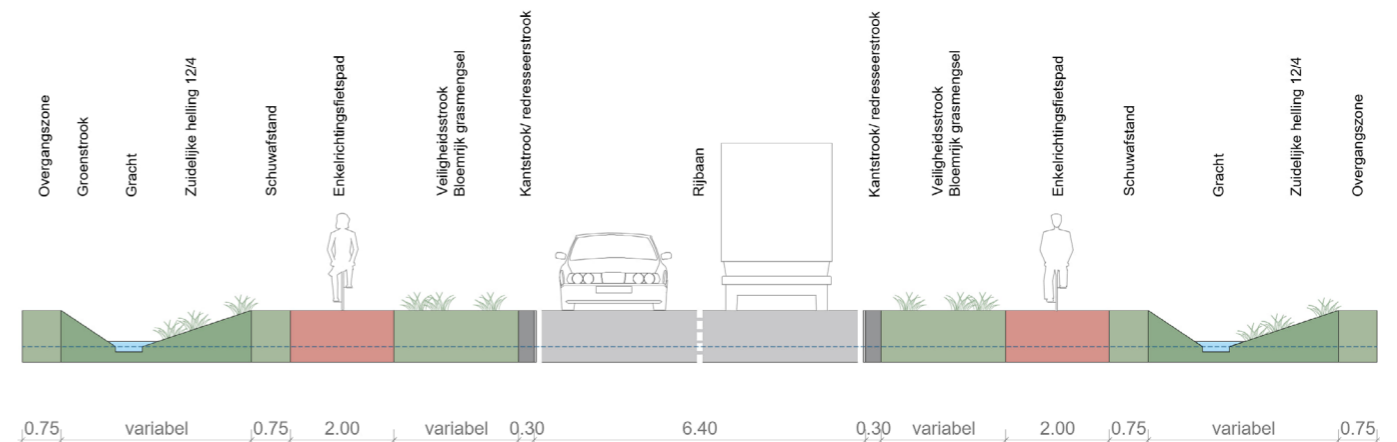 Overgangszone
Groenstrook
Gracht
Zuidelijke helling 12/4
Schuwafstand
Enkelrichtingsfietspad
Veiligheidsstrook
Bloemrijk grasmengsel
Kantstrook/ redresseerstrook
Rijbaan
Kantstrook/ redresseerstrook
Veiligheidsstrook
Bloemrijk grasmengsel
Enkelrichtingsfietspad
Schuwafstand
Gracht
Zuidelijke helling 12/4
Overgangszone
0.75 variabel 0.75 2.00 variabel 0.30 6.40 0.30 variabel 2.00 0.75 variabel 0.75